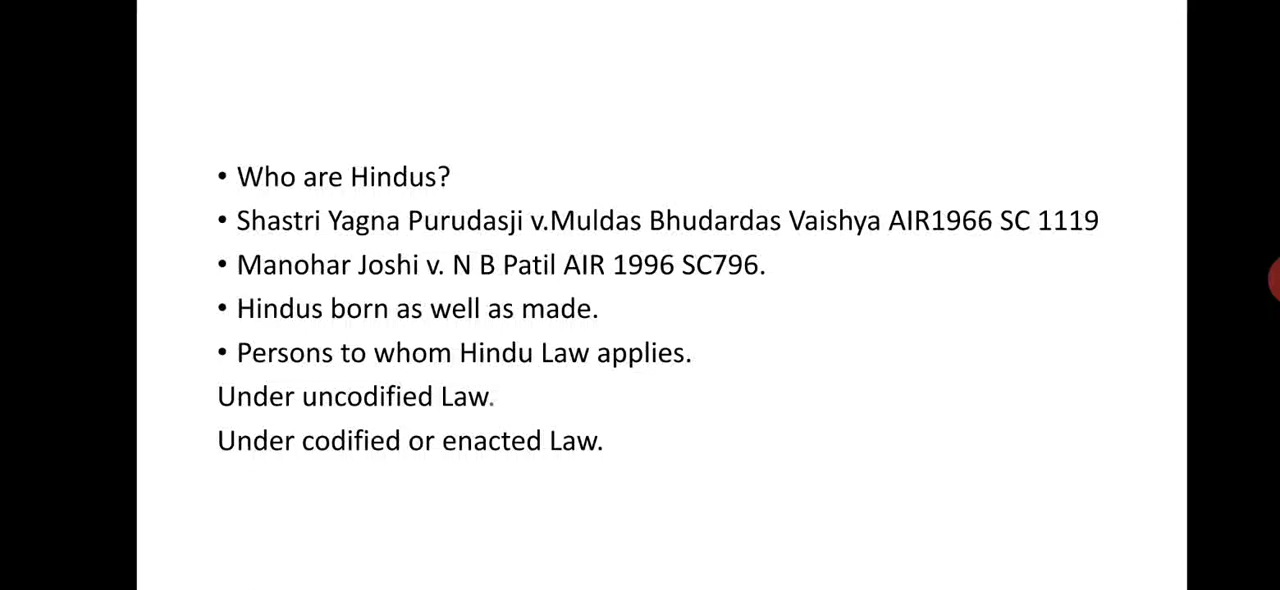 • Who are Hindus?
• Shastri Yagna Purudasji v.Muldas Bhudardas Vaishya AIR1966 SC 1119
• Manohar Joshi v. N B Patil AIR 1996 SC796.
• Hindus born as well as made.
• Persons to whom Hindu Law applies.
Under uncodified Law.
Under codified or enacted Law.